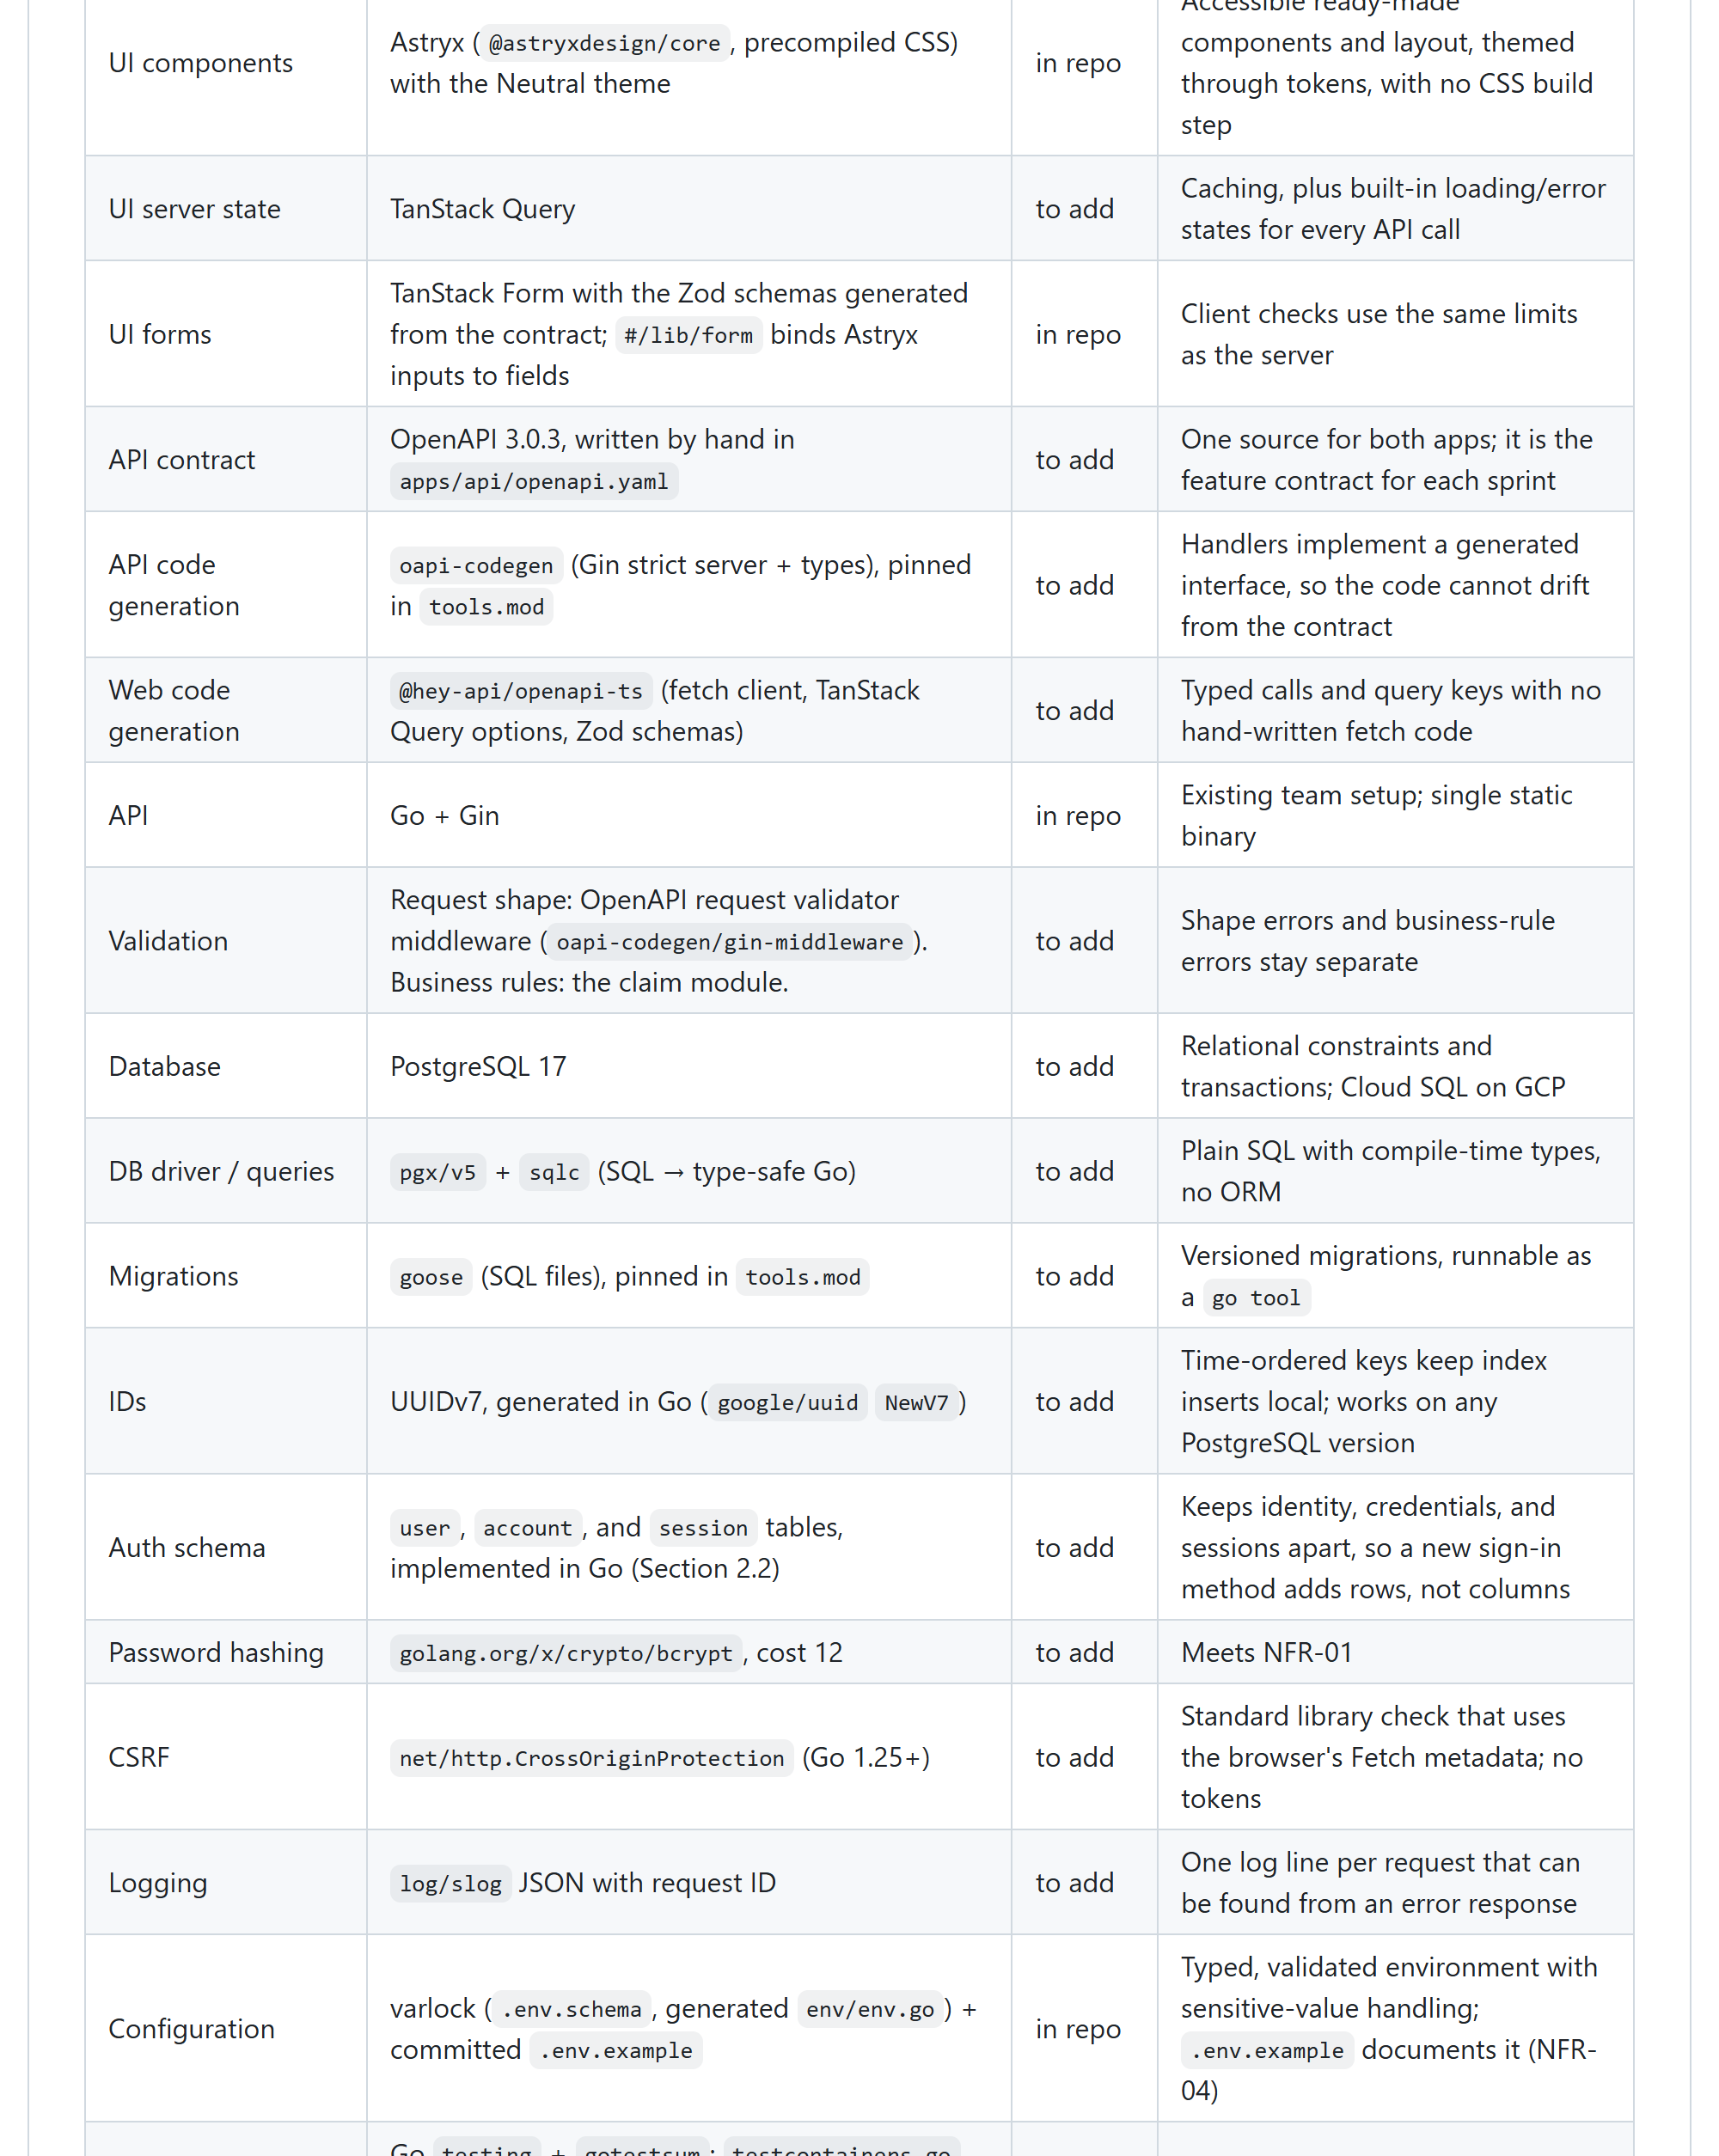 Accessible ready-made
UI components
Astryx ( @astryxdesign/core , precompiled CSS)
with the Neutral theme
in repo
components and layout, themed
through tokens, with no CSS build
step
UI server state
TanStack Query
to add
Caching, plus built-in loading/error
states for every API call
UI forms
TanStack Form with the Zod schemas generated
from the contract; #/lib/form binds Astryx
inputs to fields
in repo
Client checks use the same limits
as the server
API contract
OpenAPI 3.0.3, written by hand in
apps/api/openapi.yaml
to add
One source for both apps; it is the
feature contract for each sprint
API code
generation
oapi-codegen (Gin strict server + types), pinned
in tools.mod
to add
Handlers implement a generated
interface, so the code cannot drift
from the contract
Web code
generation
@hey-api/openapi-ts (fetch client, TanStack
Query options, Zod schemas)
to add
Typed calls and query keys with no
hand-written fetch code
API
Go + Gin
in repo
Existing team setup; single static
binary
Validation
Request shape: OpenAPI request validator
middleware ( oapi-codegen/gin-middleware ).
Business rules: the claim module.
to add
Shape errors and business-rule
errors stay separate
Database
PostgreSQL 17
to add
Relational constraints and
transactions; Cloud SQL on GCP
DB driver / queries
pgx/v5 + sqlc (SQL → type-safe Go)
to add
Plain SQL with compile-time types,
no ORM
Migrations
goose (SQL files), pinned in tools.mod
to add
Versioned migrations, runnable as
a go tool
IDs
UUIDv7, generated in Go ( google/uuid NewV7 )
to add
Time-ordered keys keep index
inserts local; works on any
PostgreSQL version
Auth schema
user , account , and session tables,
implemented in Go (Section 2.2)
to add
Keeps identity, credentials, and
sessions apart, so a new sign-in
method adds rows, not columns
Password hashing
golang.org/x/crypto/bcrypt , cost 12
to add
Meets NFR-01
CSRF
net/http.CrossOriginProtection (Go 1.25+)
to add
Standard library check that uses
the browser's Fetch metadata; no
tokens
Logging
log/slog JSON with request ID
to add
One log line per request that can
be found from an error response
Configuration
varlock ( .env.schema , generated env/env.go ) +
committed .env.example
in repo
Typed, validated environment with
sensitive-value handling;
.env.example documents it (NFR-
04)
Go testing + gotestsum ; testcontainers-go